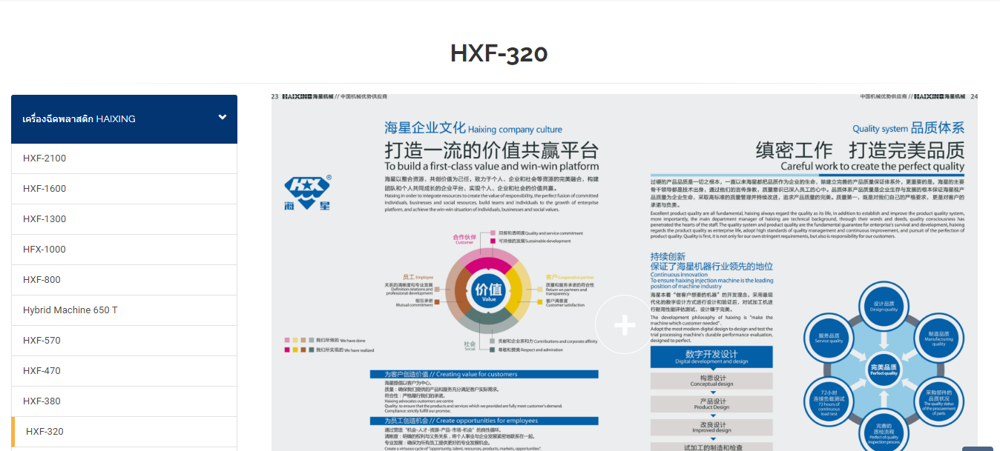 HXF-320
เครื่องฉีดพลาสติก HAIXING
HXF-2100
HXF-1600
HXF-1300
HFX-1000
HXF-800
Hybrid Machine 650 T
HXF-570
HXF-470
HXF-380
HXF-320
23 HAIXING海星机械 // 中国机械优势供应商
海星企业文化 Haixing company culture
打造一流的价值共赢平台
To build a first-class value and win-win platform
HXX ®
海 星
海星以整合资源、共创价值为己任，致力于个人、企业和社会等资源的完美融合，构建
团队和个人共同成长的企业平台，实现个人、企业和社会的价值共赢。
Haixing in order to integrate resources to create the value of responsibility, the perfect fusion of committed
individuals, businesses and social resources, build teams and individuals to the growth of enterprise
platform, and achieve the win-win situation of individuals, businesses and social values.
合作伙伴
Customer
回报和透明度Quality and service commitment
可持续的发展Sustainable development
员工 Employee
关系的清晰度和专业发展
Definition relations and
professional development
相互承诺
Mutual commitment
价值
Value
客户 Cooperative partner
质量和服务承诺的符合性
Return on partners and
transparency
客户满意度
Customer satisfaction
社会
Social
贡献和企业亲和力 Contributions and corporate affinity
尊敬和赞美 Respect and admiration
我们所做的 We have done
我们所实现的 We have realized
为客户创造价值 // Creating value for customers
海星提倡以客户为中心。
质量：确保我们提供的产品和服务充分满足客户实际需求。
符合性：严格履行我们的承诺。
Haixing advocates customers are centre
Quality: to ensure that the products and services which we provided are fully meet customer's demand.
Compliance: strictly fulfill our promise.
为员工创造机会 // Create opportunities for employees
通过营造“机会-人才-资源-产品-市场-机会”的良性循环。
清晰度：明确的权利与义务关系，将个人事业与企业发展紧密地联系在一起。
专业发展：确保为所有员工提供更好的专业发展机会。
Create a virtuous cycle of "opportunity, talent, resources, products, markets, opportunities".
中国机械优势供应商 // HAIXING海星机械 24
Quality system 品质体系
缜密工作 打造完美品质
Careful work to create the perfect quality
过硬的产品品质是一切之根本，一直以来海星都把品质作为企业的生命，除建立完善的产品质量保证体系外，更重要的是，海星的主要
骨干领导都是技术出身，通过他们的言传身教，质量意识已深入员工的心中。品质体系产品质量是企业生存与发展的根本保证海星视产
品质量为企业生命，采取高标准的质量管理并持续改进，追求产品质量的完美。质量第一，既是对我们自己的严格要求，更是对客户的
承诺与负责。
Excellent product quality are all fundamental, haixing always regard the quality as its life, in addition to establish and improve the product quality system,
more importantly, the main department manager of haixing are technical background, through their words and deeds, quality consciousness has
penetrated the hearts of the staff. The quality system and product quality are the fundamental guarantee for enterprise's survival and development, haixing
regards the product quality as enterprise life, adopt high standards of quality management and continuous improvement, and pursuit of the perfection of
product quality. Quality is first, it is not only for our own stringent requirements, but also is responsibility for our customers.
持续创新
保证了海星机器行业领先的地位
Continuous innovation
To ensure haixing injection machine is the leading
position of machine industry
海星本着“做客户想要的机器”的开发理念，采用最现
代化的数字设计方式进行设计和验证后，对试加工机进
行耐用性能评估测试，设计臻于完美。
The development philosophy of haixing is "make the
machine which customer needed" .
Adopt the most modern digital design to design and test the
trial processing machine's durable performance evaluation,
designed to perfect.
数字开发设计
Digital development and design
构思设计
Conceptual design
产品设计
Product Design
改良设计
Improved design
试加工的制造和检查
设计品质
Design quality
服务品质
Service quality
制造品质
Manufacturing
quality
完美品质
Perfect quality
72小时
连续负载测试
72 hours of
continuous
load test
采购部件的
品质状况
The quality status
of the procurement
of parts
完善的
质检流程
Perfect of quality
inspection process